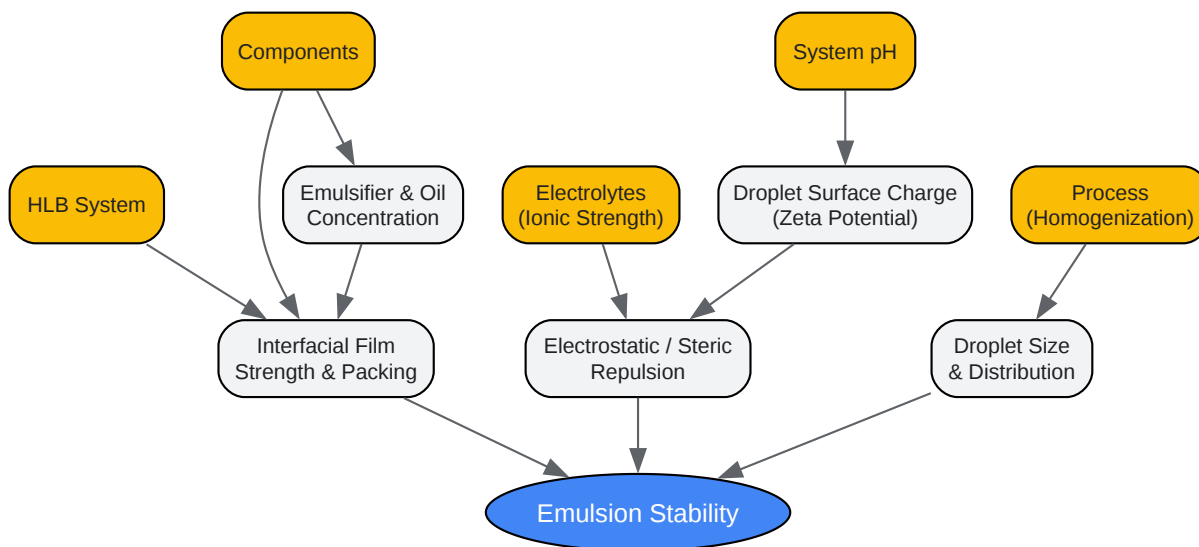 Components
System pH
HLB System
Emulsifier & Oil
Concentration
Electrolytes
(Ionic Strength)
Droplet Surface Charge
(Zeta Potential)
Process
(Homogenization)
Interfacial Film
Strength & Packing
Electrostatic / Steric
Repulsion
Droplet Size
& Distribution
Emulsion Stability